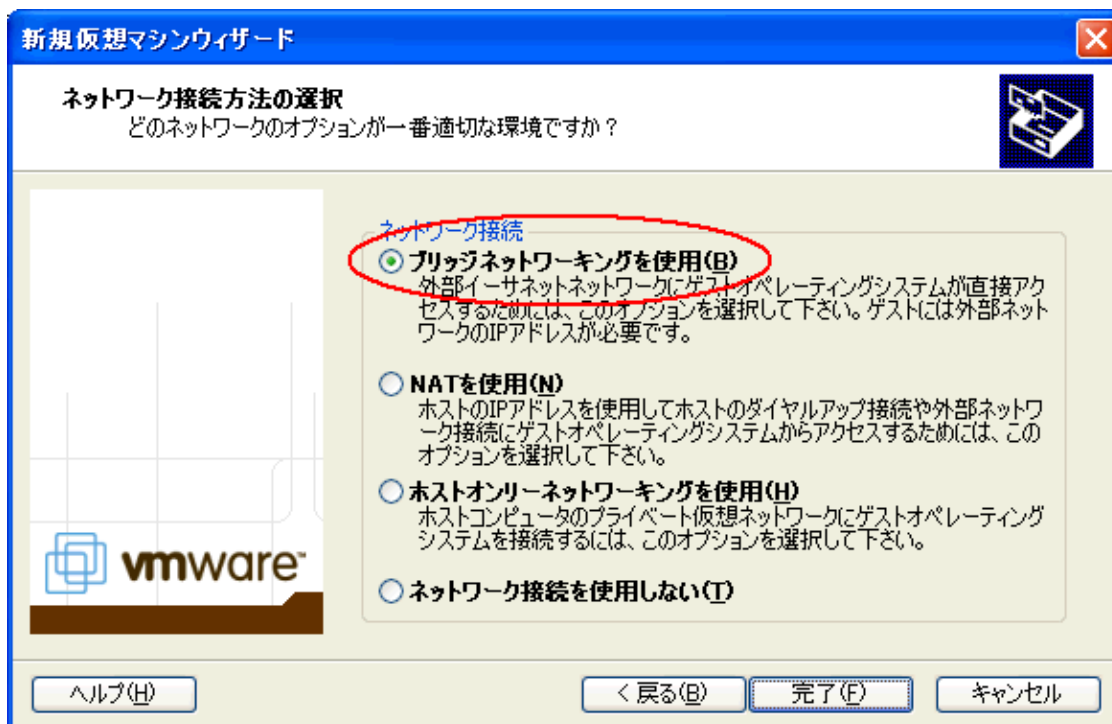 新規仮想マシンウィザード
ネットワーク接続方法の選択
どのネットワークのオプションが一番適切な環境ですか？
ネットワーク接続
ブリッジネットワーキングを使用(B)
外部イーサネットネットワークにゲストオペレーティングシステムが直接アク
セスするためには、このオプションを選択して下さい。ゲストには外部ネット
ワークのIPアドレスが必要です。
NATを使用(N)
ホストのIPアドレスを使用してホストのダイヤルアップ接続や外部ネットワ
ーク接続にゲストオペレーティングシステムからアクセスするためには、この
オプションを選択して下さい。
ホストオンリーネットワーキングを使用(H)
ホストコンピュータのプライベート仮想ネットワークにゲストオペレーティング
システムを接続するには、このオプションを選択して下さい。
ネットワーク接続を使用しない(T)
vmware™
ヘルプ(H)
< 戻る(B)
完了(F)
キャンセル